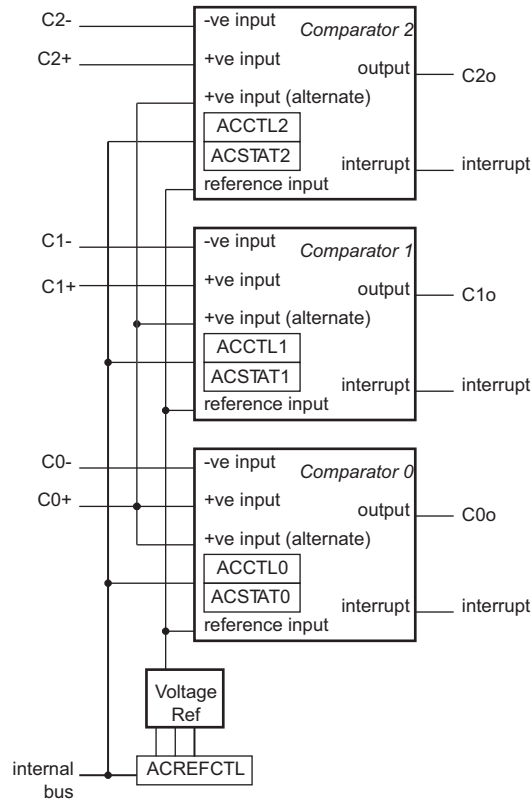 C2-
-ve input
Comparator 2
C2+
+ve input
output
C2o
+ve input (alternate)
ACCTL2
ACSTAT2
interrupt
interrupt
reference input
C1-
-ve input
Comparator 1
C1+
+ve input
output
C1o
+ve input (alternate)
ACCTL1
ACSTAT1
interrupt
interrupt
reference input
C0-
-ve input
Comparator 0
C0+
+ve input
output
C0o
+ve input (alternate)
ACCTL0
ACSTAT0
interrupt
interrupt
reference input
Voltage
Ref
internal
bus
ACREFCTL